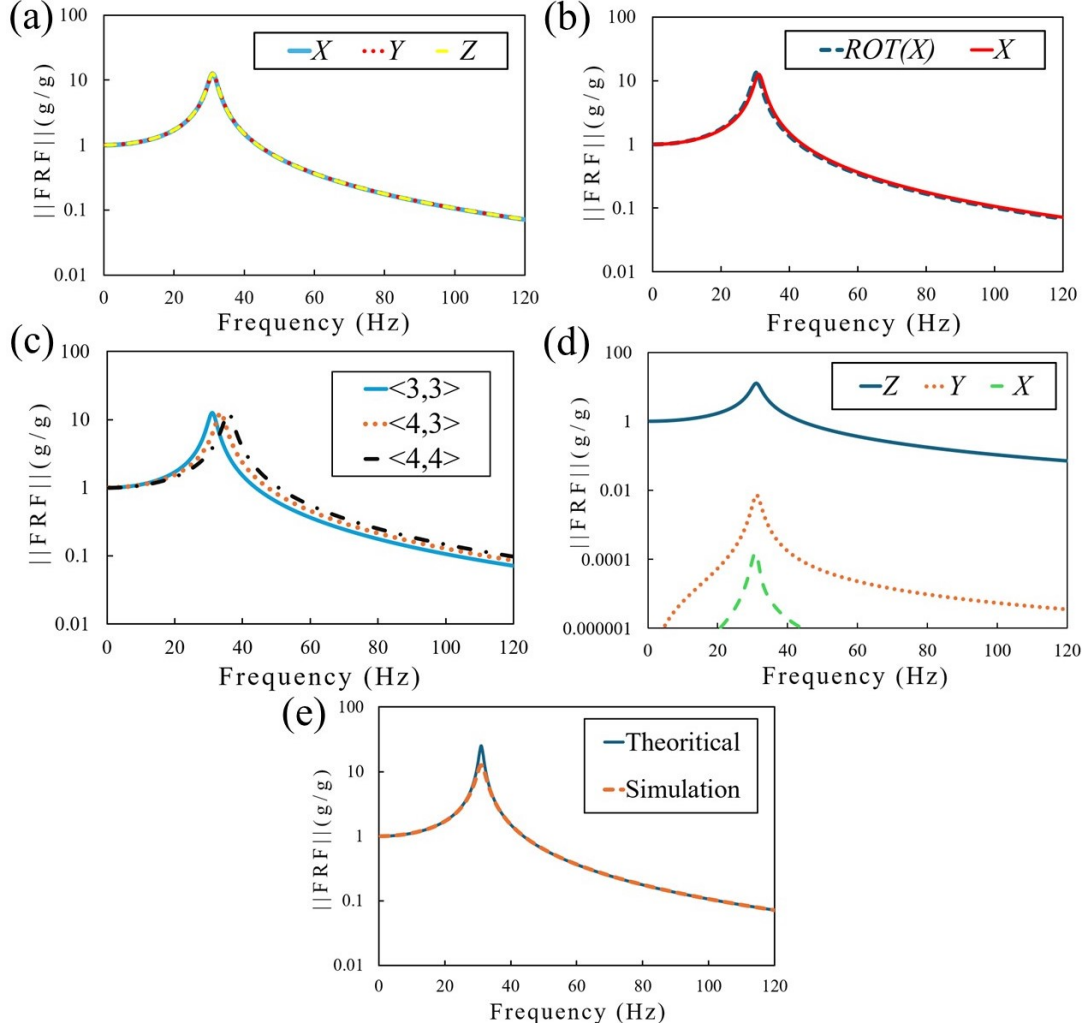 (a)
||FRF||(g/g)
100
10
1
0.1
0.01
X Y Z
0 20 40 60 80 100 120
Frequency (Hz)
(b)
||FRF||(g/g)
100
10
1
0.1
0.01
ROT(X) X
0 20 40 60 80 100 120
Frequency (Hz)
(c)
||FRF||(g/g)
100
10
1
0.1
0.01
<3,3>
<4,3>
<4,4>
0 20 40 60 80 100 120
Frequency (Hz)
(d)
||FRF||(g/g)
100
1
0.01
0.0001
0.000001
Z Y X
0 20 40 60 80 100 120
Frequency (Hz)
(e)
||FRF||(g/g)
100
10
1
0.1
0.01
Theoritical
Simulation
0 20 40 60 80 100 120
Frequency (Hz)